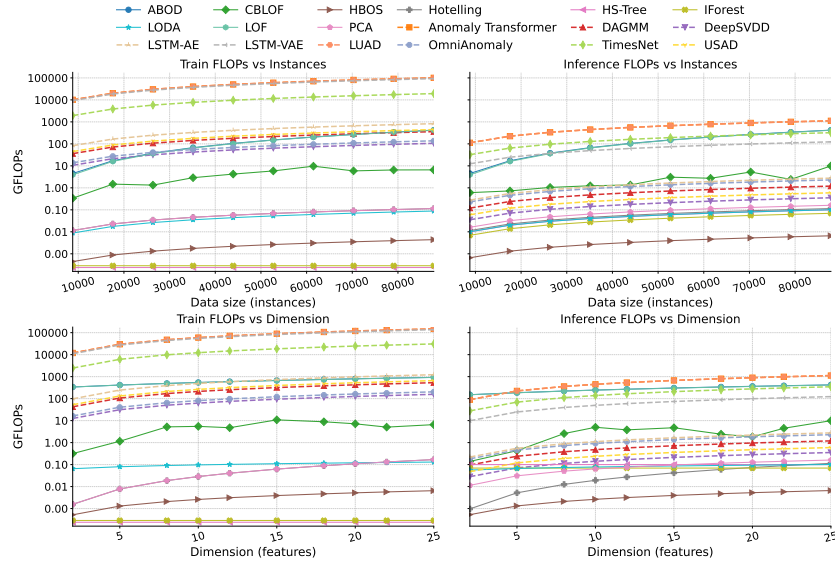 ABOD CBLOF HBOS Hotelling HS-Tree IForest
LODA LOF PCA Anomaly Transformer DAGMM DeepSVDD
LSTM-AE LSTM-VAE LUAD OmniAnomaly TimesNet USAD
Train FLOPs vs Instances Inference FLOPs vs Instances
100000
10000
1000
100
10
1.00
0.10
0.01
0.00
GFLOPs
10000 20000 30000 40000 50000 60000 70000 80000
10000 20000 30000 40000 50000 60000 70000 80000
Data size (instances) Data size (instances)
Train FLOPs vs Dimension Inference FLOPs vs Dimension
100000
10000
1000
100
10
1.00
0.10
0.01
0.00
GFLOPs
5 10 15 20 25
5 10 15 20 25
Dimension (features) Dimension (features)